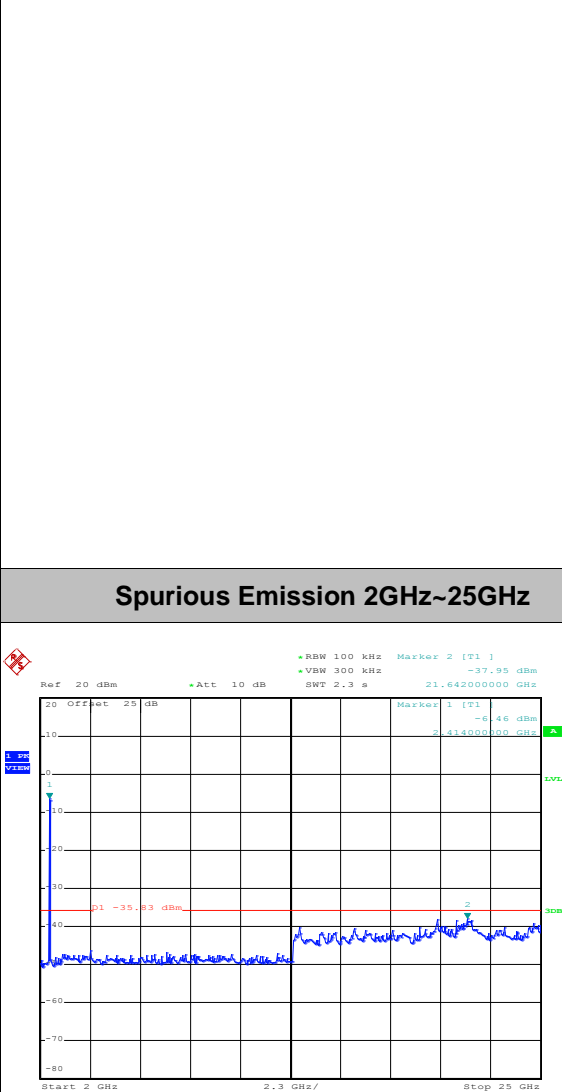 Spurious Emission 2GHz~25GHz
R S
*RBW 100 kHz Marker 2 [T1 ]
*VBW 300 kHz -37.95 dBm
Ref 20 dBm *Att 10 dB SWT 2.3 s 21.642000000 GHz
20 Offset 25 dB Marker 1 [T1 ]
-6.46 dBm
10 2.414000000 GHz A
1 PK
VIEW
0 LVL
1
-10
-20
-30
D1 -35.83 dBm 2 3DB
-40
-60
-70
-80
Start 2 GHz 2.3 GHz/ Stop 25 GHz